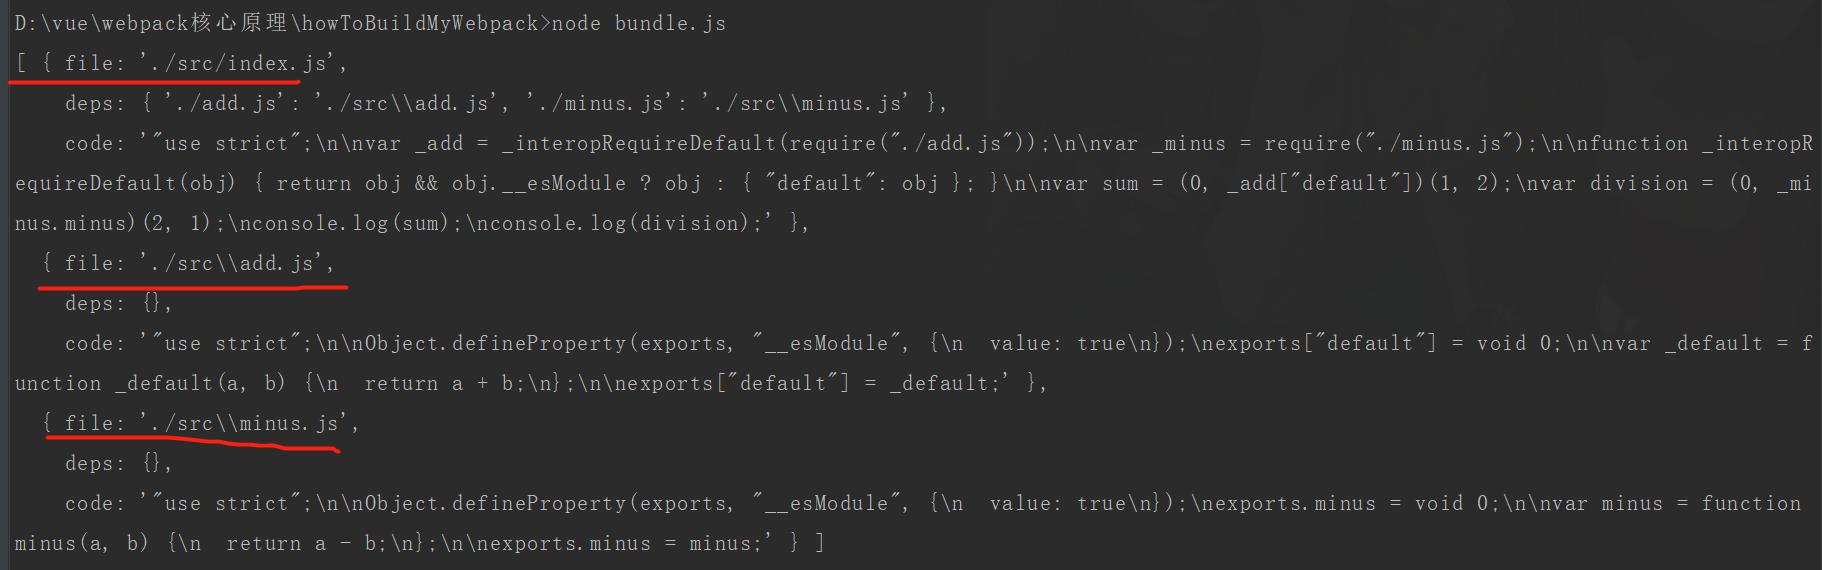 D:\vue\webpack核心原理\howToBuildMyWebpack>node bundle.js
[ { file: './src/index.js',
deps: { './add.js': './src\\add.js', './minus.js': './src\\minus.js' },
code: '"use strict";\n\nvar _add = _interopRequireDefault(require("./add.js"));\n\nvar _minus = require("./minus.js");\n\nfunction _interopR
equireDefault(obj) { return obj && obj.__esModule ? obj : { "default": obj }; }\n\nvar sum = (0, _add["default"])(1, 2);\nvar division = (0, _mi
nus.minus)(2, 1);\nconsole.log(sum);\nconsole.log(division);' },
{ file: './src\\add.js',
deps: {},
code: '"use strict";\n\nObject.defineProperty(exports, "__esModule", {\n  value: true\n});\nexports["default"] = void 0;\n\nvar _default = f
unction _default(a, b) {\n  return a + b;\n};\n\nexports["default"] = _default;' },
{ file: './src\\minus.js',
deps: {},
code: '"use strict";\n\nObject.defineProperty(exports, "__esModule", {\n  value: true\n});\nexports.minus = void 0;\n\nvar minus = function
minus(a, b) {\n  return a - b;\n};\n\nexports.minus = minus;' } ]